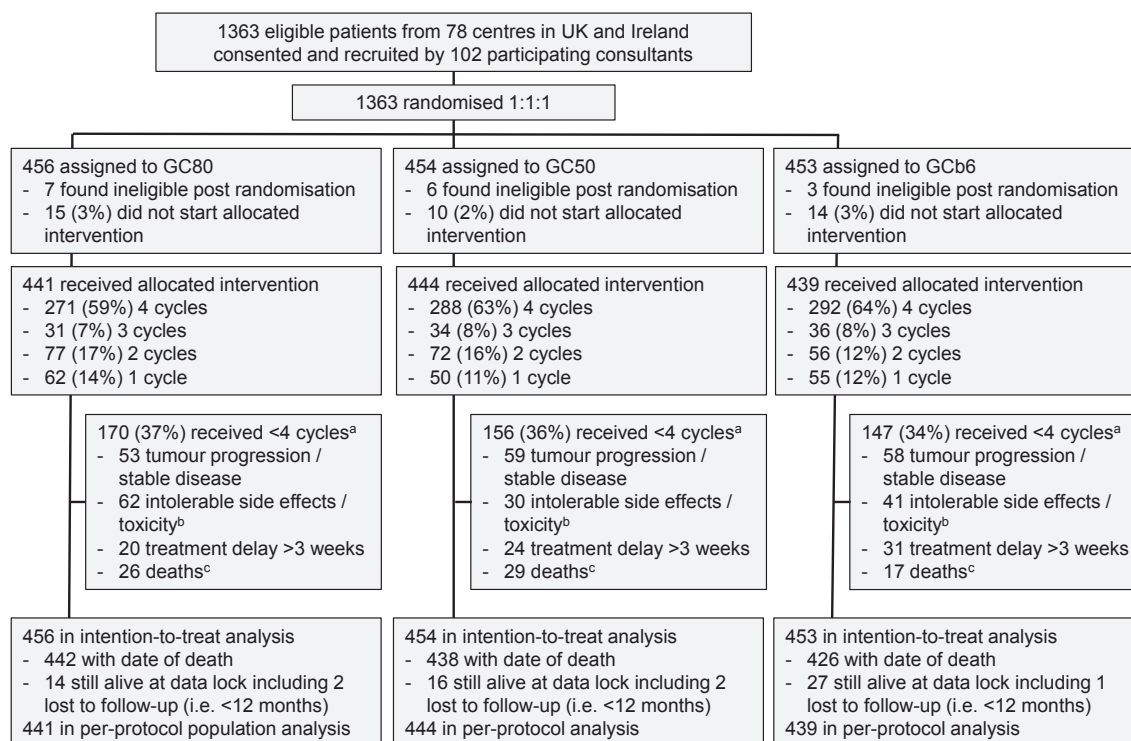 1363 eligible patients from 78 centres in UK and Ireland
consented and recruited by 102 participating consultants
1363 randomised 1:1:1
456 assigned to GC80
- 7 found ineligible post randomisation
- 15 (3%) did not start allocated
intervention
454 assigned to GC50
- 6 found ineligible post randomisation
- 10 (2%) did not start allocated
intervention
453 assigned to GCb6
- 3 found ineligible post randomisation
- 14 (3%) did not start allocated
intervention
441 received allocated intervention
- 271 (59%) 4 cycles
- 31 (7%) 3 cycles
- 77 (17%) 2 cycles
- 62 (14%) 1 cycle
444 received allocated intervention
- 288 (63%) 4 cycles
- 34 (8%) 3 cycles
- 72 (16%) 2 cycles
- 50 (11%) 1 cycle
439 received allocated intervention
- 292 (64%) 4 cycles
- 36 (8%) 3 cycles
- 56 (12%) 2 cycles
- 55 (12%) 1 cycle
170 (37%) received <4 cyclesᵃ
- 53 tumour progression /
stable disease
- 62 intolerable side effects /
toxicityᵇ
- 20 treatment delay >3 weeks
- 26 deathsᶜ
156 (36%) received <4 cyclesᵃ
- 59 tumour progression /
stable disease
- 30 intolerable side effects /
toxicityᵇ
- 24 treatment delay >3 weeks
- 29 deathsᶜ
147 (34%) received <4 cyclesᵃ
- 58 tumour progression /
stable disease
- 41 intolerable side effects /
toxicityᵇ
- 31 treatment delay >3 weeks
- 17 deathsᶜ
456 in intention-to-treat analysis
- 442 with date of death
- 14 still alive at data lock including 2
lost to follow-up (i.e. <12 months)
441 in per-protocol population analysis
454 in intention-to-treat analysis
- 438 with date of death
- 16 still alive at data lock including 2
lost to follow-up (i.e. <12 months)
444 in per-protocol analysis
453 in intention-to-treat analysis
- 426 with date of death
- 27 still alive at data lock including 1
lost to follow-up (i.e. <12 months)
439 in per-protocol analysis